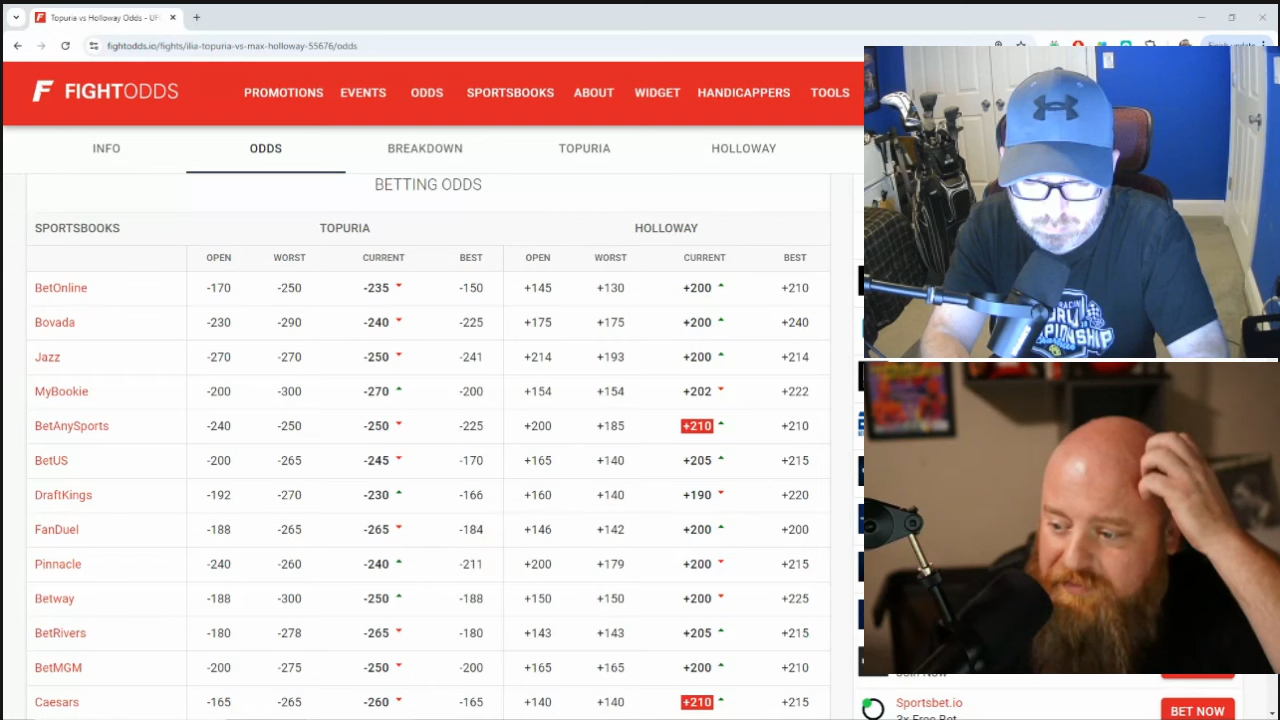 Topuria vs Holloway Odds - UF
fightodds.io/fights/ilia-topuria-vs-max-holloway-55676/odds
Finish update
FIGHTODDS
PROMOTIONS EVENTS ODDS SPORTSBOOKS ABOUT WIDGET HANDICAPPERS TOOLS
INFO ODDS BREAKDOWN TOPURIA HOLLOWAY
BETTING ODDS
SPORTSBOOKS TOPURIA HOLLOWAY
OPEN WORST CURRENT BEST OPEN WORST CURRENT BEST
BetOnline -170 -250 -235 -150 +145 +130 +200 +210
Bovada -230 -290 -240 -225 +175 +175 +200 +240
Jazz -270 -270 -250 -241 +214 +193 +200 +214
MyBookie -200 -300 -270 -200 +154 +154 +202 +222
BetAnySports -240 -250 -250 -225 +200 +185 +210 +210
BetUS -200 -265 -245 -170 +165 +140 +205 +215
DraftKings -192 -270 -230 -166 +160 +140 +190 +220
FanDuel -188 -265 -265 -184 +146 +142 +200 +200
Pinnacle -240 -260 -240 -211 +200 +179 +200 +215
Betway -188 -300 -250 -188 +150 +150 +200 +225
BetRivers -180 -278 -265 -180 +143 +143 +205 +215
BetMGM -200 -275 -250 -200 +165 +165 +200 +210
Caesars -165 -265 -260 -165 +140 +140 +210 +215
Join Now
Sportsbet.io
3x Free Bet
BET NOW